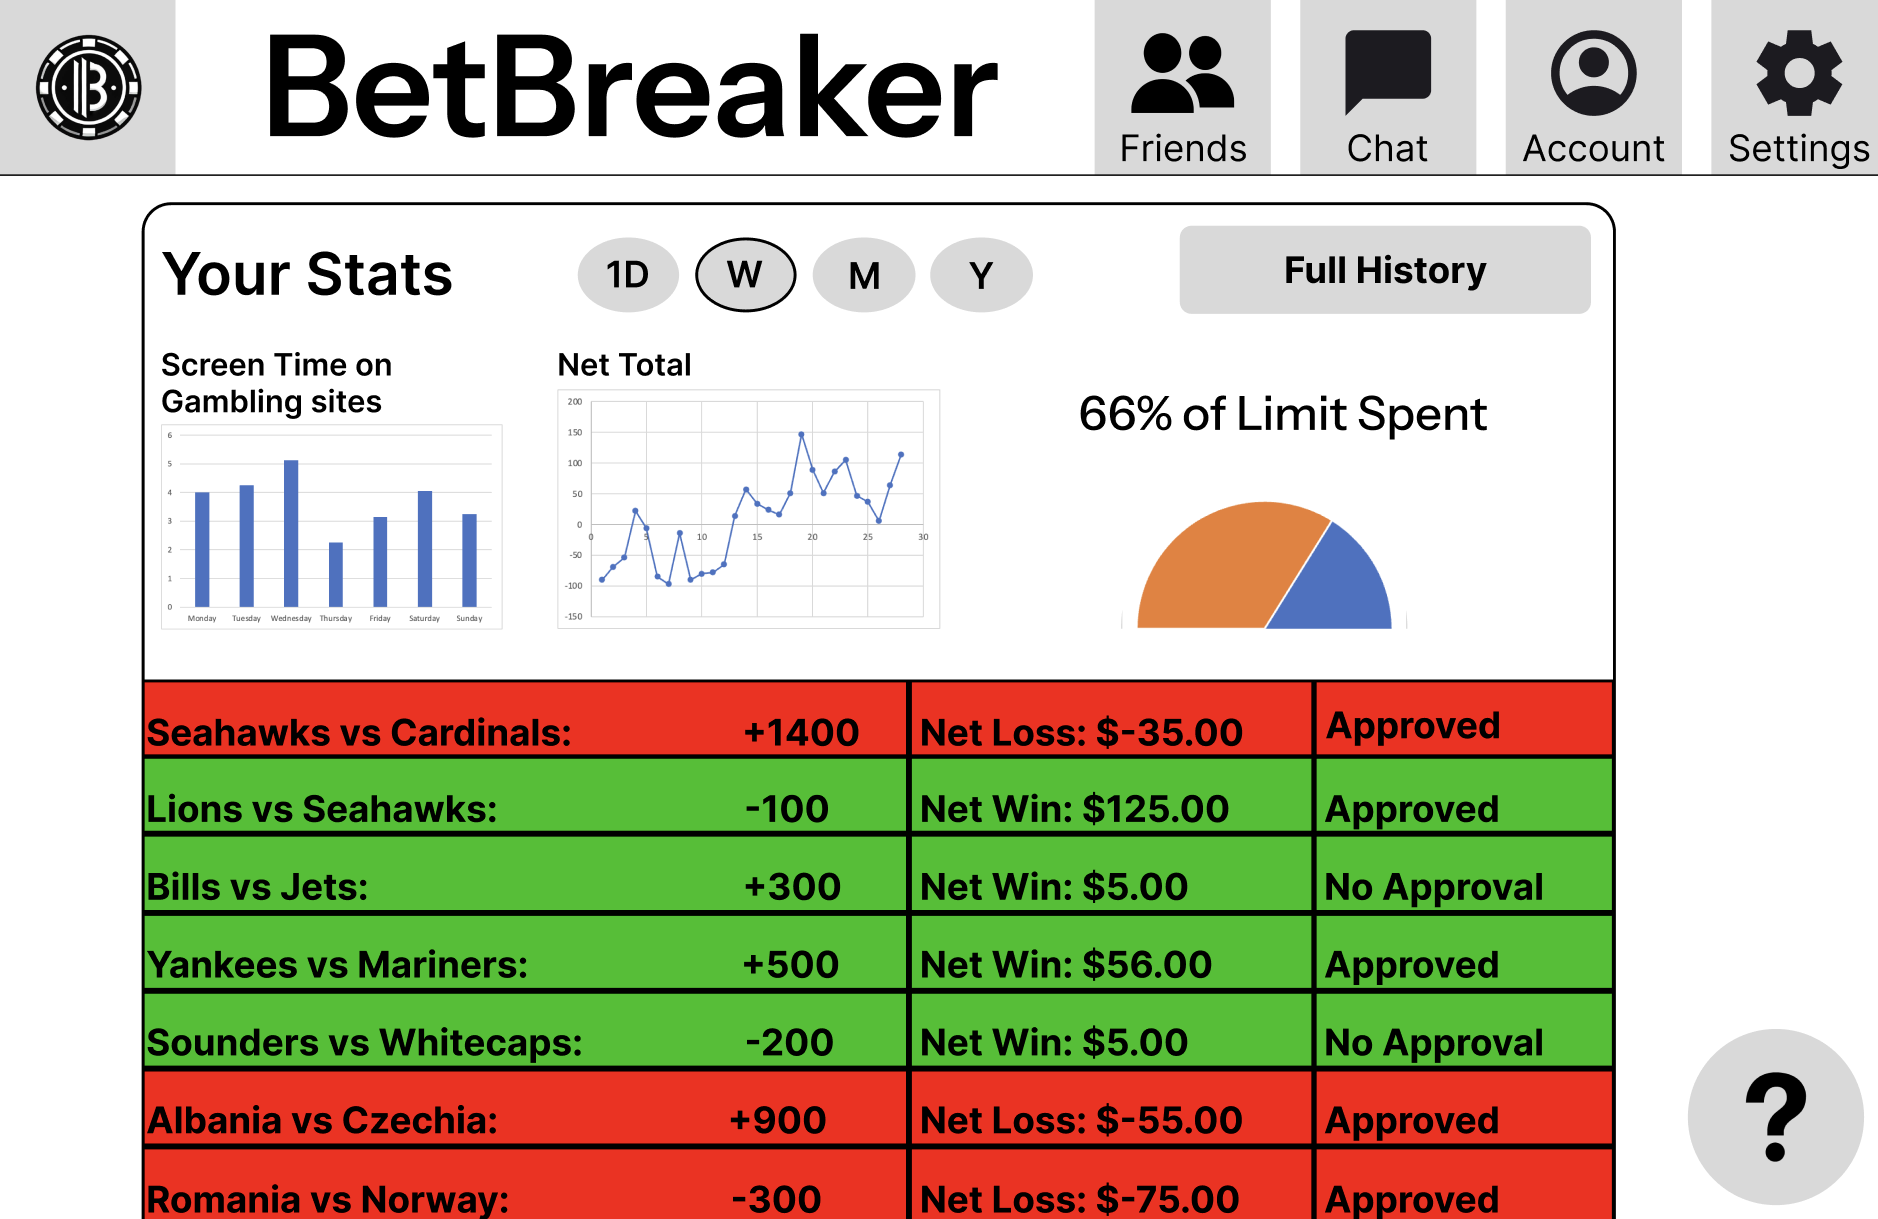 BetBreaker
Friends
Chat
Account
Settings
Your Stats
1D
W
M
Y
Full History
Screen Time on
Gambling sites
6
5
4
3
2
1
0
Monday Tuesday Wednesday Thursday Friday Saturday Sunday
Net Total
200
150
100
50
0
-50
-100
-150
0 5 10 15 20 25 30
66% of Limit Spent
Seahawks vs Cardinals: +1400 Net Loss: $-35.00 Approved
Lions vs Seahawks: -100 Net Win: $125.00 Approved
Bills vs Jets: +300 Net Win: $5.00 No Approval
Yankees vs Mariners: +500 Net Win: $56.00 Approved
Sounders vs Whitecaps: -200 Net Win: $5.00 No Approval
Albania vs Czechia: +900 Net Loss: $-55.00 Approved
Romania vs Norway: -300 Net Loss: $-75.00 Approved
?